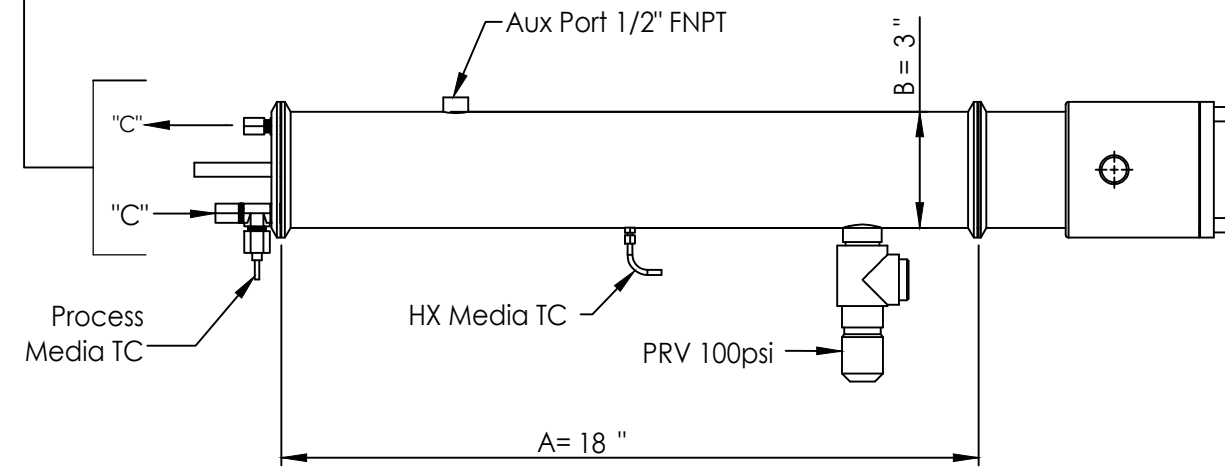 Aux Port 1/2" FNPT
B = 3"
"C"
"C"
Process
Media TC
HX Media TC
PRV 100psi
A= 18 "